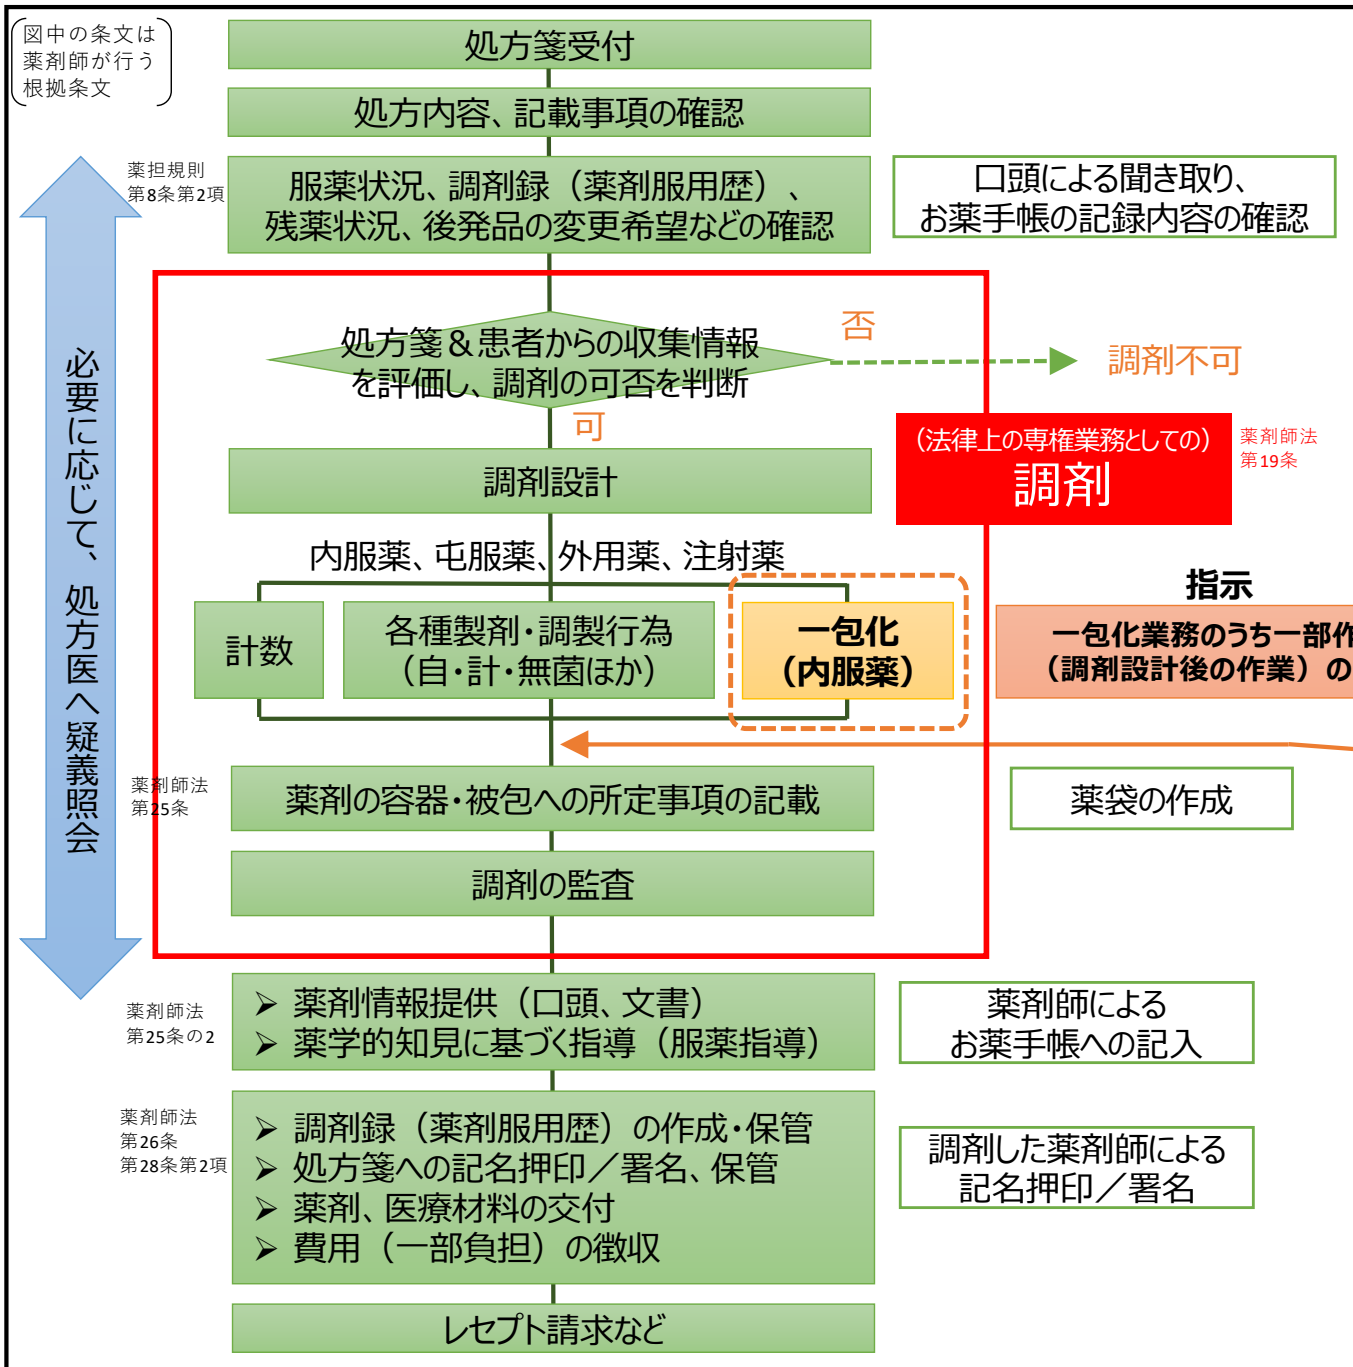 図中の条文は
薬剤師が行う
根拠条文
処方箋受付
処方内容、記載事項の確認
薬担規則
第8条第2項
服薬状況、調剤録（薬剤服用歴）、
残薬状況、後発品の変更希望などの確認
口頭による聞き取り、
お薬手帳の記録内容の確認
必要に応じて、処方医へ疑義照会
処方箋＆患者からの収集情報
を評価し、調剤の可否を判断
否
調剤不可
可
（法律上の専権業務としての）
調剤
薬剤師法
第19条
調剤設計
内服薬、屯服薬、外用薬、注射薬
計数
各種製剤・調製行為
（自・計・無菌ほか）
一包化
（内服薬）
指示
一包化業務のうち一部作
（調剤設計後の作業）の
薬剤師法
第25条
薬剤の容器・被包への所定事項の記載
薬袋の作成
調剤の監査
薬剤師法
第25条の2
➢ 薬剤情報提供（口頭、文書）
➢ 薬学的知見に基づく指導（服薬指導）
薬剤師による
お薬手帳への記入
薬剤師法
第26条
第28条第2項
➢ 調剤録（薬剤服用歴）の作成・保管
➢ 処方箋への記名押印／署名、保管
➢ 薬剤、医療材料の交付
➢ 費用（一部負担）の徴収
調剤した薬剤師による
記名押印／署名
レセプト請求など